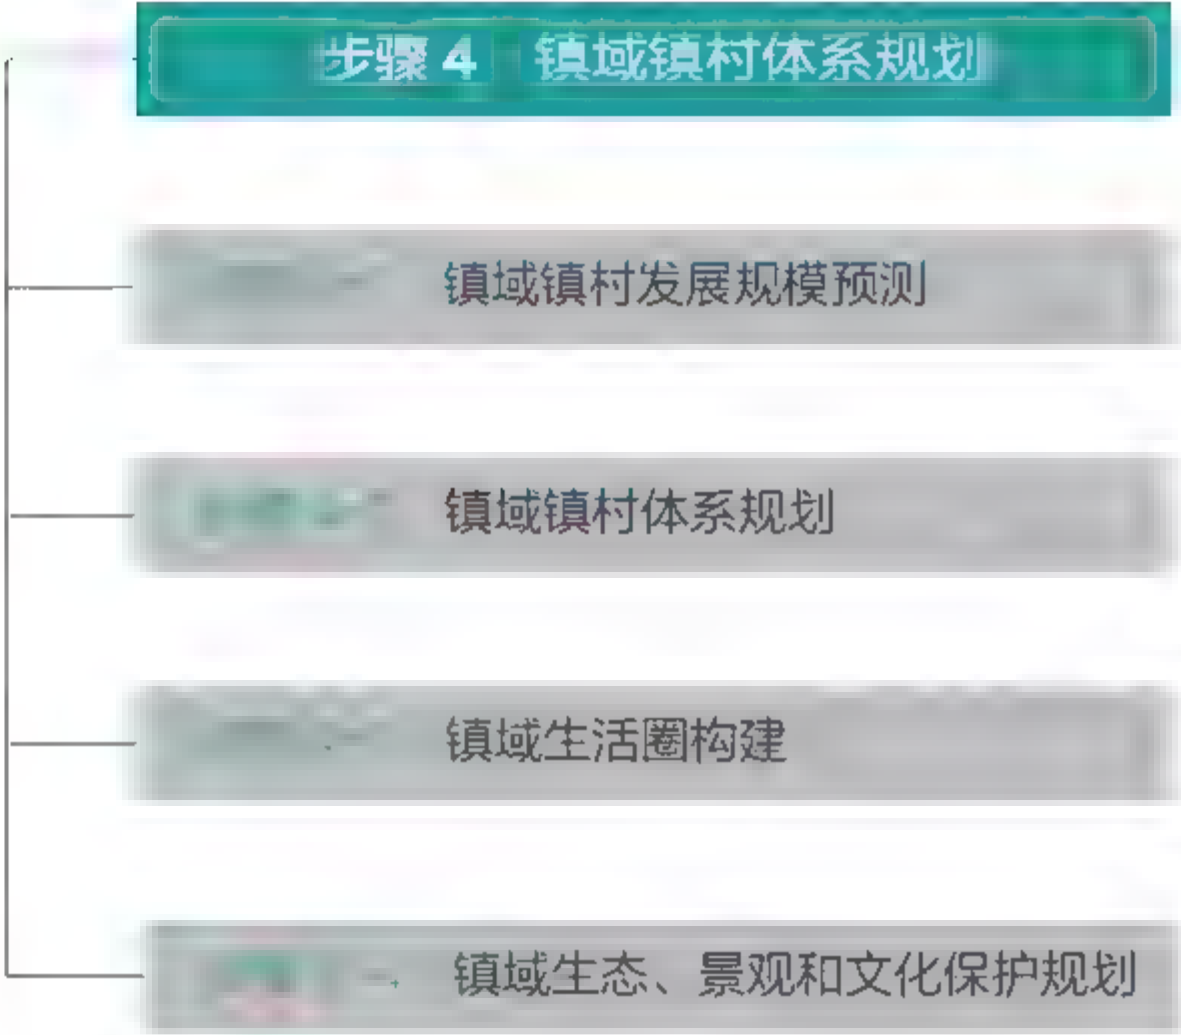 步骤 4 镇域镇村体系规划
镇域镇村发展规模预测
镇域镇村体系规划
镇域生活圈构建
镇域生态、景观和文化保护规划